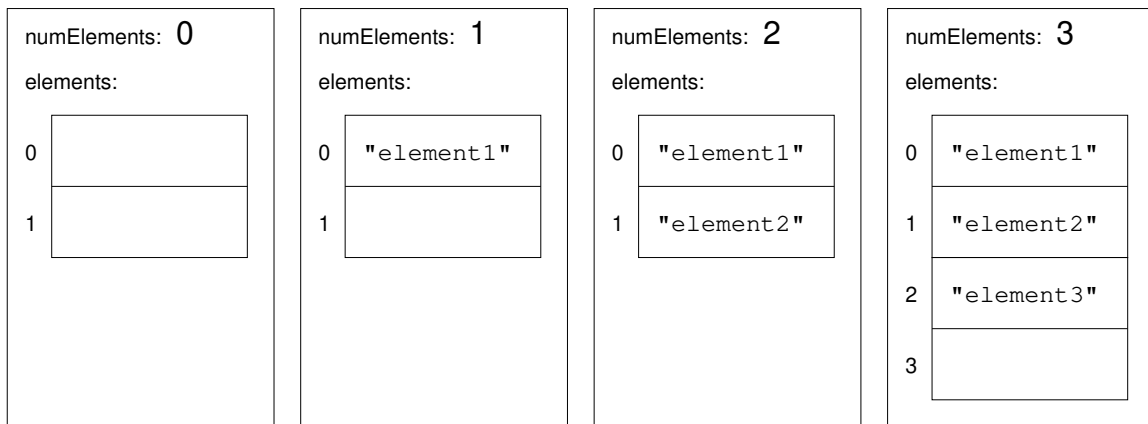 numElements: 0
elements:
0
1
numElements: 1
elements:
0 "element1"
1
numElements: 2
elements:
0 "element1"
1 "element2"
numElements: 3
elements:
0 "element1"
1 "element2"
2 "element3"
3